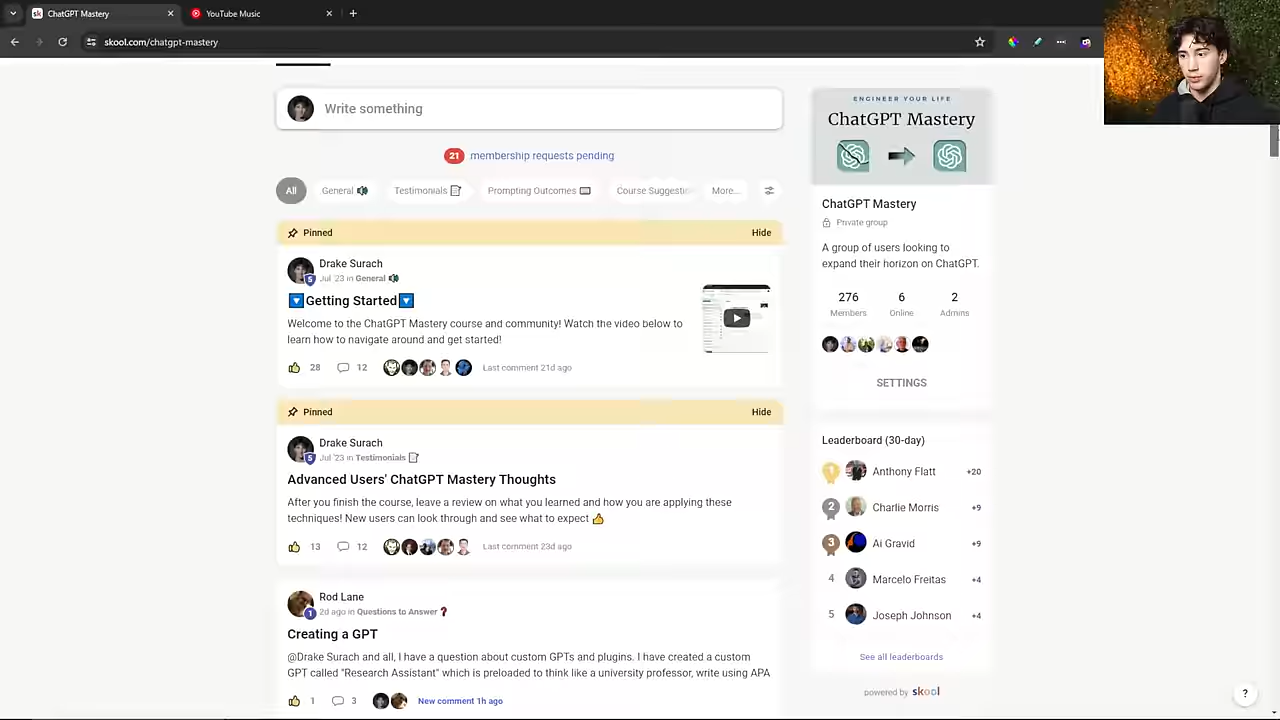 ChatGPT Mastery
YouTube Music
skool.com/chatgpt-mastery
Write something
21 membership requests pending
All
General
Testimonials
Prompting Outcomes
Course Suggestin
More...
Pinned
Hide
Drake Surach
5
Jul '23 in General
Getting Started
Welcome to the ChatGPT Mastery course and community! Watch the video below to
learn how to navigate around and get started!
28
12
Last comment 21d ago
Pinned
Hide
Drake Surach
5
Jul '23 in Testimonials
Advanced Users' ChatGPT Mastery Thoughts
After you finish the course, leave a review on what you learned and how you are applying these
techniques! New users can look through and see what to expect
13
12
Last comment 23d ago
Rod Lane
1
2d ago in Questions to Answer
Creating a GPT
@Drake Surach and all, I have a question about custom GPTs and plugins. I have created a custom
GPT called "Research Assistant" which is preloaded to think like a university professor, write using APA
1
3
New comment 1h ago
ENGINEER YOUR LIFE
ChatGPT Mastery
ChatGPT Mastery
Private group
A group of users looking to
expand their horizon on ChatGPT.
276
6
2
Members
Online
Admins
SETTINGS
Leaderboard (30-day)
1
Anthony Flatt
+20
2
Charlie Morris
+9
3
Ai Gravid
+9
4
Marcelo Freitas
+4
5
Joseph Johnson
+4
See all leaderboards
powered by skool
?